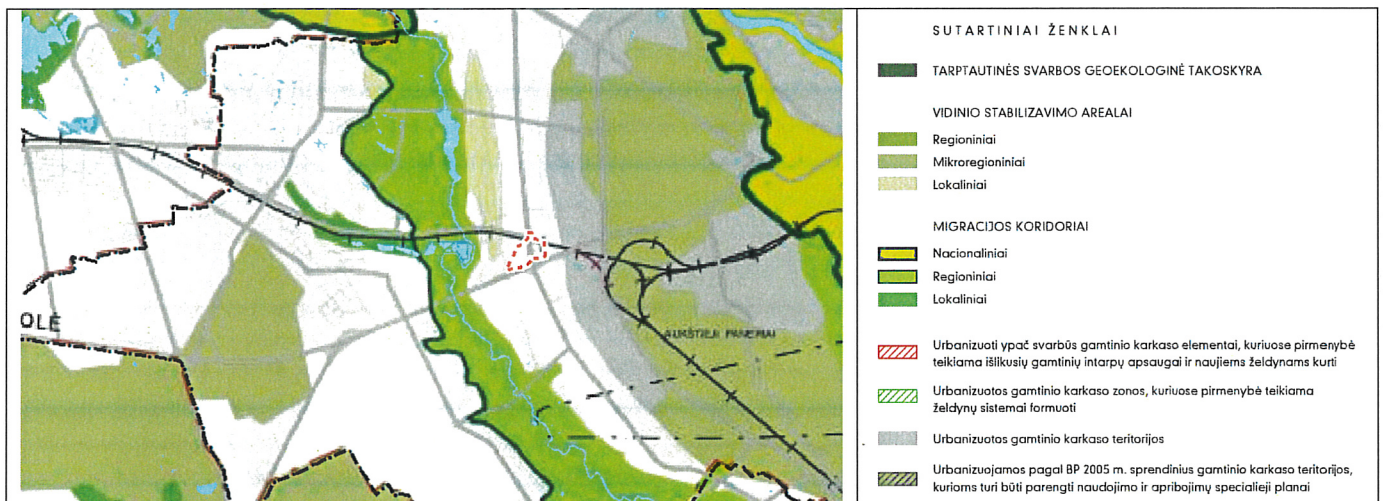 SUTARTINIAI ŽENKLAI
TARPTAUTINĖS SVARBOS GEOEKOLOGINĖ TAKOSKYRA
VIDINIO STABILIZAVIMO AREALAI
Regioniniai
Mikroregioniniai
Lokaliniai
MIGRACIJOS KORIDORIAI
Nacionaliniai
Regioniniai
Lokaliniai
Urbanizuoti ypač svarbūs gamtinio karkaso elementai, kuriuose pirmenybė
teikiama išlikusių gamtinių intarpų apsaugai ir naujiems želdynams kurti
Urbanizuotos gamtinio karkaso zonos, kuriuose pirmenybė teikiama
želdynų sistemai formuoti
Urbanizuotos gamtinio karkaso teritorijos
Urbanizuojamos pagal BP 2005 m. sprendinius gamtinio karkaso teritorijos,
kurioms turi būti parengti naudojimo ir apribojimų specialieji planai
OLĖ
AUKŠTIEJI PANERIAI